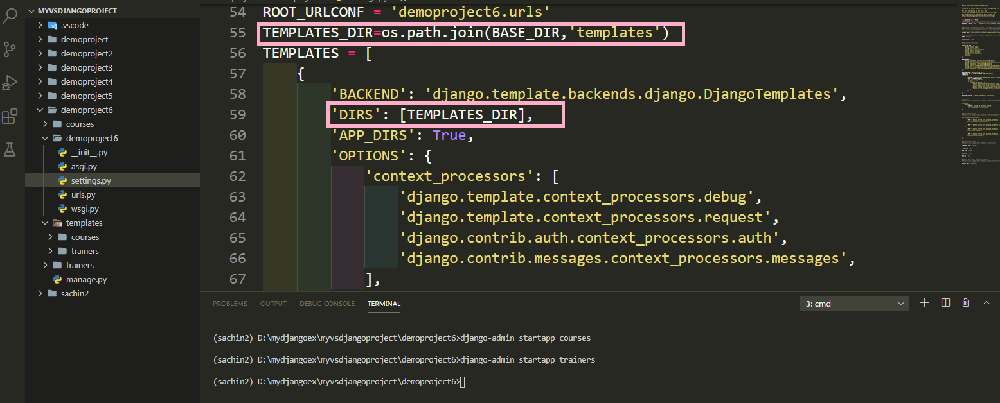 MYVSDJANGOPROJECT
.vscode
demoproject
demoproject2
demoproject3
demoproject4
demoproject5
demoproject6
courses
demoproject6
__init__.py
asgi.py
settings.py
urls.py
wsgi.py
templates
courses
trainers
trainers
manage.py
sachin2
54 ROOT_URLCONF = 'demoproject6.urls'
55 TEMPLATES_DIR=os.path.join(BASE_DIR,'templates')
56 TEMPLATES = [
57 {
58 'BACKEND': 'django.template.backends.django.DjangoTemplates',
59 'DIRS': [TEMPLATES_DIR],
60 'APP_DIRS': True,
61 'OPTIONS': {
62 'context_processors': [
63 'django.template.context_processors.debug',
64 'django.template.context_processors.request',
65 'django.contrib.auth.context_processors.auth',
66 'django.contrib.messages.context_processors.messages',
67 ],
PROBLEMS OUTPUT DEBUG CONSOLE TERMINAL 3: cmd
(sachin2) D:\mydjangoex\myvsdjangoproject\demoproject6>django-admin startapp courses
(sachin2) D:\mydjangoex\myvsdjangoproject\demoproject6>django-admin startapp trainers
(sachin2) D:\mydjangoex\myvsdjangoproject\demoproject6>